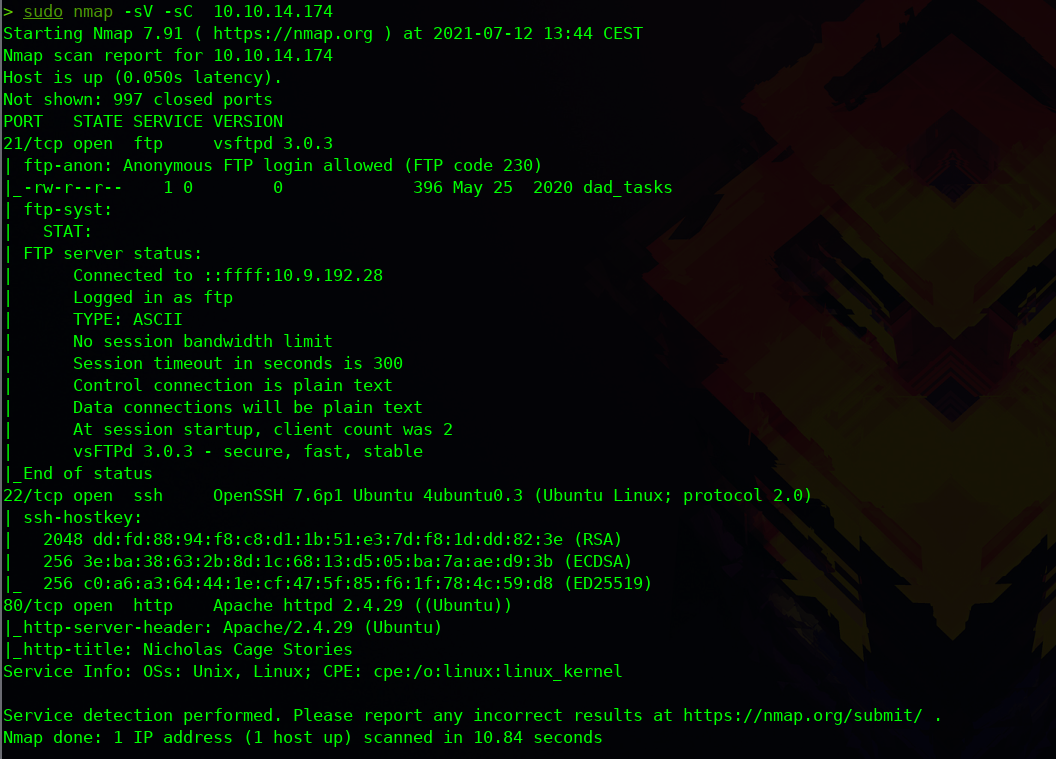 > sudo nmap -sV -sC  10.10.14.174
Starting Nmap 7.91 ( https://nmap.org ) at 2021-07-12 13:44 CEST
Nmap scan report for 10.10.14.174
Host is up (0.050s latency).
Not shown: 997 closed ports
PORT   STATE SERVICE VERSION
21/tcp open  ftp     vsftpd 3.0.3
| ftp-anon: Anonymous FTP login allowed (FTP code 230)
|_-rw-r--r--    1 0        0             396 May 25  2020 dad_tasks
| ftp-syst:
|   STAT:
| FTP server status:
|      Connected to ::ffff:10.9.192.28
|      Logged in as ftp
|      TYPE: ASCII
|      No session bandwidth limit
|      Session timeout in seconds is 300
|      Control connection is plain text
|      Data connections will be plain text
|      At session startup, client count was 2
|      vsFTPd 3.0.3 - secure, fast, stable
|_End of status
22/tcp open  ssh     OpenSSH 7.6p1 Ubuntu 4ubuntu0.3 (Ubuntu Linux; protocol 2.0)
| ssh-hostkey:
|   2048 dd:fd:88:94:f8:c8:d1:1b:51:e3:7d:f8:1d:dd:82:3e (RSA)
|   256 3e:ba:38:63:2b:8d:1c:68:13:d5:05:ba:7a:ae:d9:3b (ECDSA)
|_  256 c0:a6:a3:64:44:1e:cf:47:5f:85:f6:1f:78:4c:59:d8 (ED25519)
80/tcp open  http    Apache httpd 2.4.29 ((Ubuntu))
|_http-server-header: Apache/2.4.29 (Ubuntu)
|_http-title: Nicholas Cage Stories
Service Info: OSs: Unix, Linux; CPE: cpe:/o:linux:linux_kernel
Service detection performed. Please report any incorrect results at https://nmap.org/submit/ .
Nmap done: 1 IP address (1 host up) scanned in 10.84 seconds